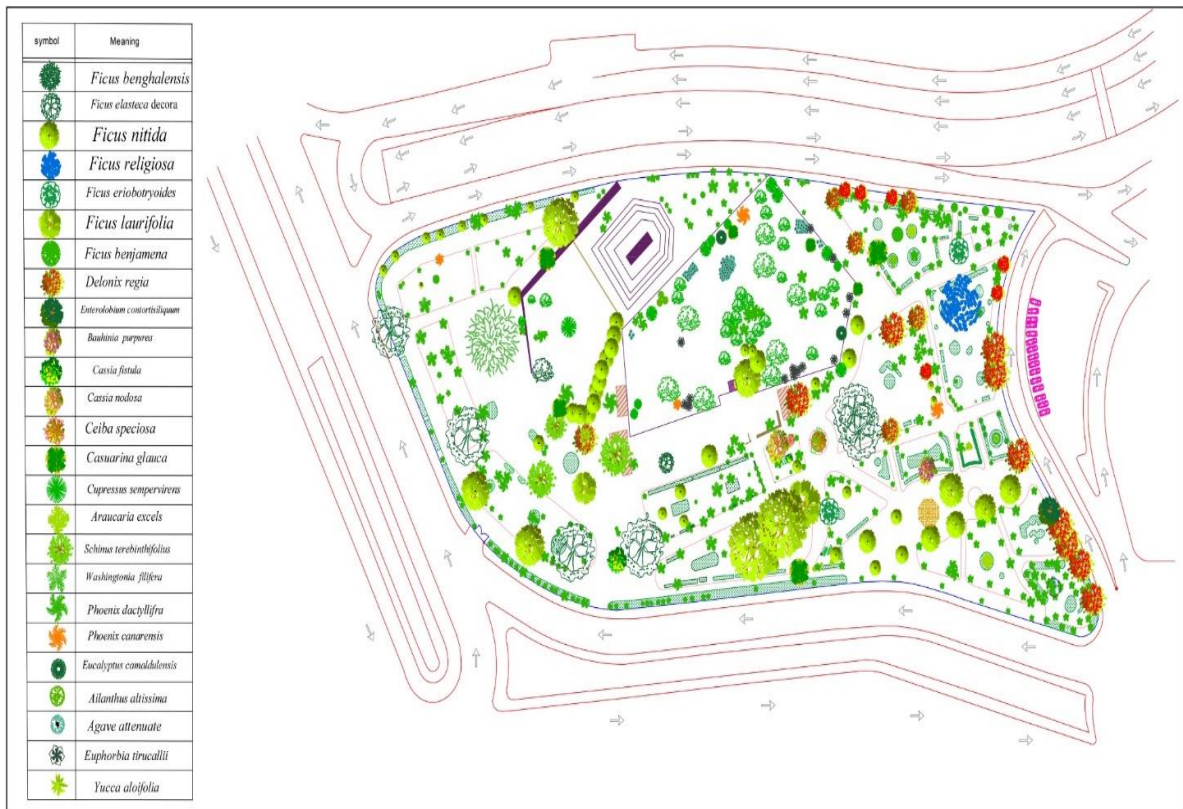 symbol Meaning
Ficus benghalensis
Ficus elasteca decora
Ficus nitida
Ficus religiosa
Ficus eriobotryoides
Ficus laurifolia
Ficus benjamena
Delonix regia
Enterolobium contortisiliquum
Bauhinia purpurea
Cassia fistula
Cassia nodosa
Ceiba speciosa
Casuarina glauca
Cupressus sempervirens
Araucaria excels
Schinus terebinthifolius
Washingtonia filifera
Phoenix dactyllifra
Phoenix canarensis
Eucalyptus camaldulensis
Ailanthus altissima
Agave attenuate
Euphorbia tirucallii
Yucca aloifolia